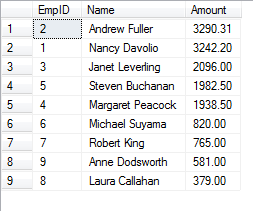 EmpID Name Amount
1 2 Andrew Fuller 3290.31
2 1 Nancy Davolio 3242.20
3 3 Janet Leverling 2096.00
4 5 Steven Buchanan 1982.50
5 4 Margaret Peacock 1938.50
6 6 Michael Suyama 820.00
7 7 Robert King 765.00
8 9 Anne Dodsworth 581.00
9 8 Laura Callahan 379.00